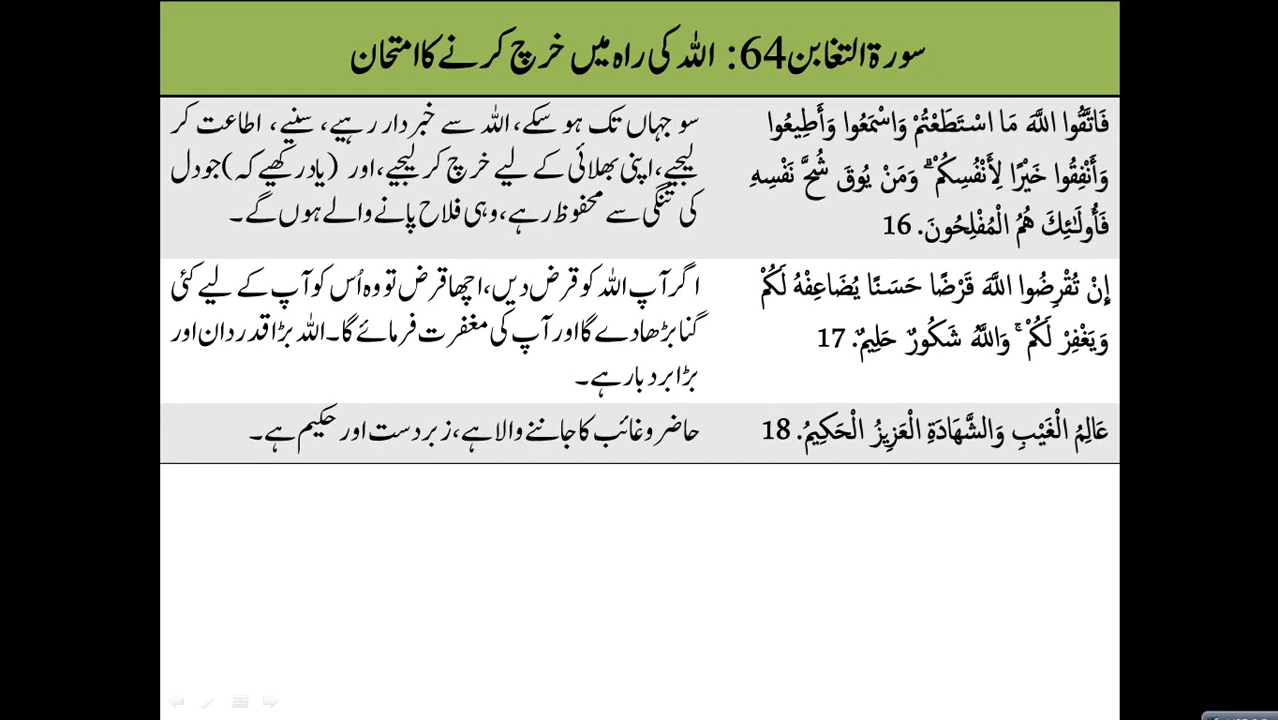 سورۃ التغابن 64: اللہ کی راہ میں خرچ کرنے کا امتحان
فَاتَّقُوا اللَّهَ مَا اسْتَطَعْتُمْ وَاسْمَعُوا وَأَطِيعُوا
وَأَنْفِقُوا خَيْرًا لِأَنْفُسِكُمْ ۗ وَمَنْ يُوقَ شُحَّ نَفْسِهِ
فَأُولَٰئِكَ هُمُ الْمُفْلِحُونَ. 16
سو جہاں تک ہو سکے، اللہ سے خبردار رہیے، سنیے، اطاعت کر
لیجیے، اپنی بھلائی کے لیے خرچ کر لیجیے، اور (یاد رکھیے کہ) جو دل
کی تنگی سے محفوظ رہے، وہی فلاح پانے والے ہوں گے۔
إِنْ تُقْرِضُوا اللَّهَ قَرْضًا حَسَنًا يُضَاعِفْهُ لَكُمْ
وَيَغْفِرْ لَكُمْ ۚ وَاللَّهُ شَكُورٌ حَلِيمٌ. 17
اگر آپ اللہ کو قرض دیں، اچھا قرض تو وہ اُس کو آپ کے لیے کئی
گنا بڑھا دے گا اور آپ کی مغفرت فرمائے گا۔ اللہ بڑا قدردان اور
بڑا بردبار ہے۔
عَالِمُ الْغَيْبِ وَالشَّهَادَةِ الْعَزِيزُ الْحَكِيمُ. 18
حاضر و غائب کا جاننے والا ہے، زبردست اور حکیم ہے۔